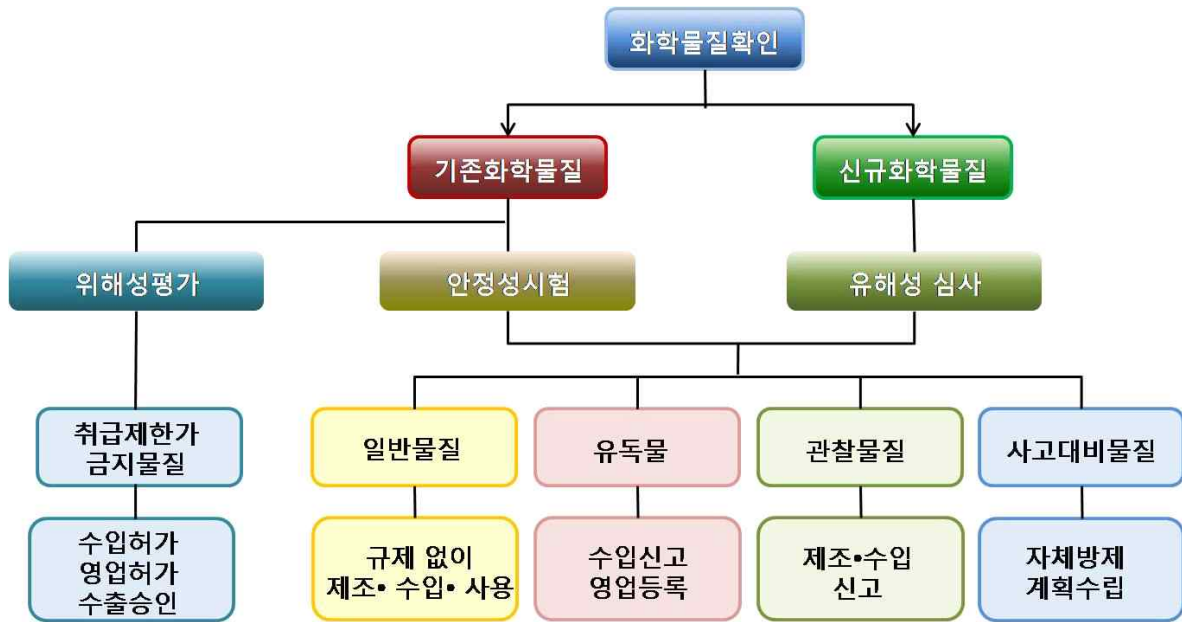 화학물질확인
기존화학물질
신규화학물질
위해성평가
안정성시험
유해성 심사
취급제한가
금지물질
일반물질
유독물
관찰물질
사고대비물질
수입허가
영업허가
수출승인
규제 없이
제조• 수입• 사용
수입신고
영업등록
제조•수입
신고
자체방제
계획수립